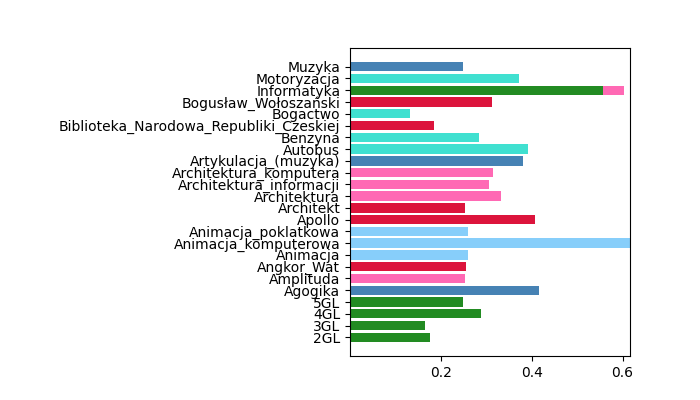 Muzyka
Motoryzacja
Informatyka
Bogusław_Wołoszański
Bogactwo
Biblioteka_Narodowa_Republiki_Czeskiej
Benzyna
Autobus
Artykulacja_(muzyka)
Architektura_komputera
Architektura_informacji
Architektura
Architekt
Apollo
Animacja_poklatkowa
Animacja_komputerowa
Animacja
Angkor_Wat
Amplituda
Agogika
5GL
4GL
3GL
2GL
0.2 0.4 0.6